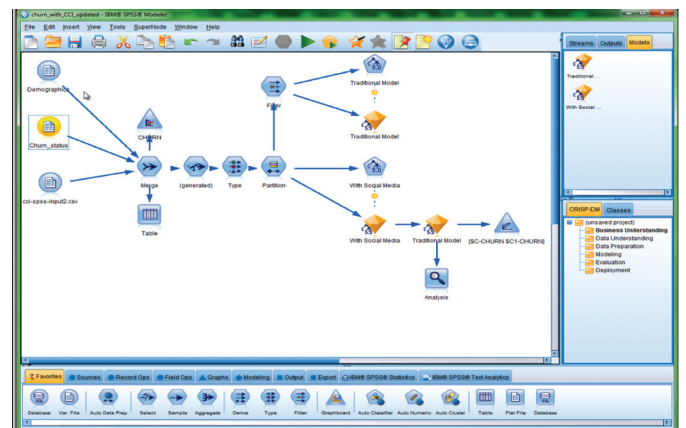 churn_with_CCI_updated - IBM® SPSS® Modeler
File Edit Insert View Tools SuperNode Window Help
Streams Outputs Models
Traditional ...
With Social ...
Demographics
Churn_status
cci-spss-input2.csv
CHURN
Merge
Table
(generated)
Type
Partition
Filter
Traditional Model
Traditional Model
With Social Media
With Social Media
Traditional Model
[$C-CHURN $C1-CHURN]
Analysis
CRISP-DM Classes
(unsaved project)
Business Understanding
Data Understanding
Data Preparation
Modeling
Evaluation
Deployment
Favorites Sources Record Ops Field Ops Graphs Modeling Output Export IBM® SPSS® Statistics IBM® SPSS® Text Analytics
Database Var. File Auto Data Prep Select Sample Aggregate Derive Type Filter Graphboard Auto Classifier Auto Numeric Auto Cluster Table Flat File Database